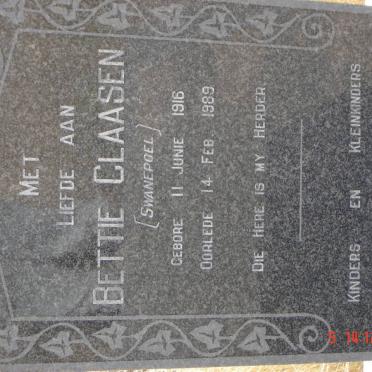 MET
LIEFDE AAN
BETTIE CLAASEN
[SWANEPOEL]
GEBORE 11 JUNIE 1916
OORLEDE 14 FEB 1989
DIE HERE IS MY HERDER
KINDERS EN KLEINKINDERS